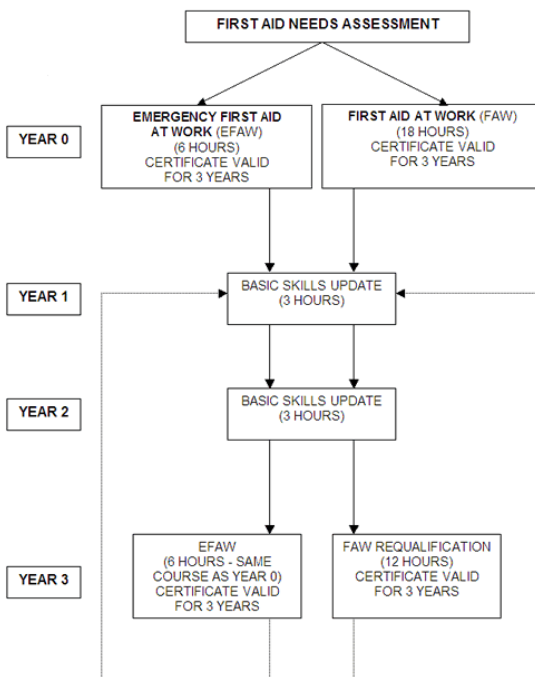 FIRST AID NEEDS ASSESSMENT
YEAR 0
EMERGENCY FIRST AID
AT WORK (EFAW)
(6 HOURS)
CERTIFICATE VALID
FOR 3 YEARS
FIRST AID AT WORK (FAW)
(18 HOURS)
CERTIFICATE VALID
FOR 3 YEARS
YEAR 1
BASIC SKILLS UPDATE
(3 HOURS)
YEAR 2
BASIC SKILLS UPDATE
(3 HOURS)
YEAR 3
EFAW
(6 HOURS - SAME
COURSE AS YEAR 0)
CERTIFICATE VALID
FOR 3 YEARS
FAW REQUALIFICATION
(12 HOURS)
CERTIFICATE VALID
FOR 3 YEARS